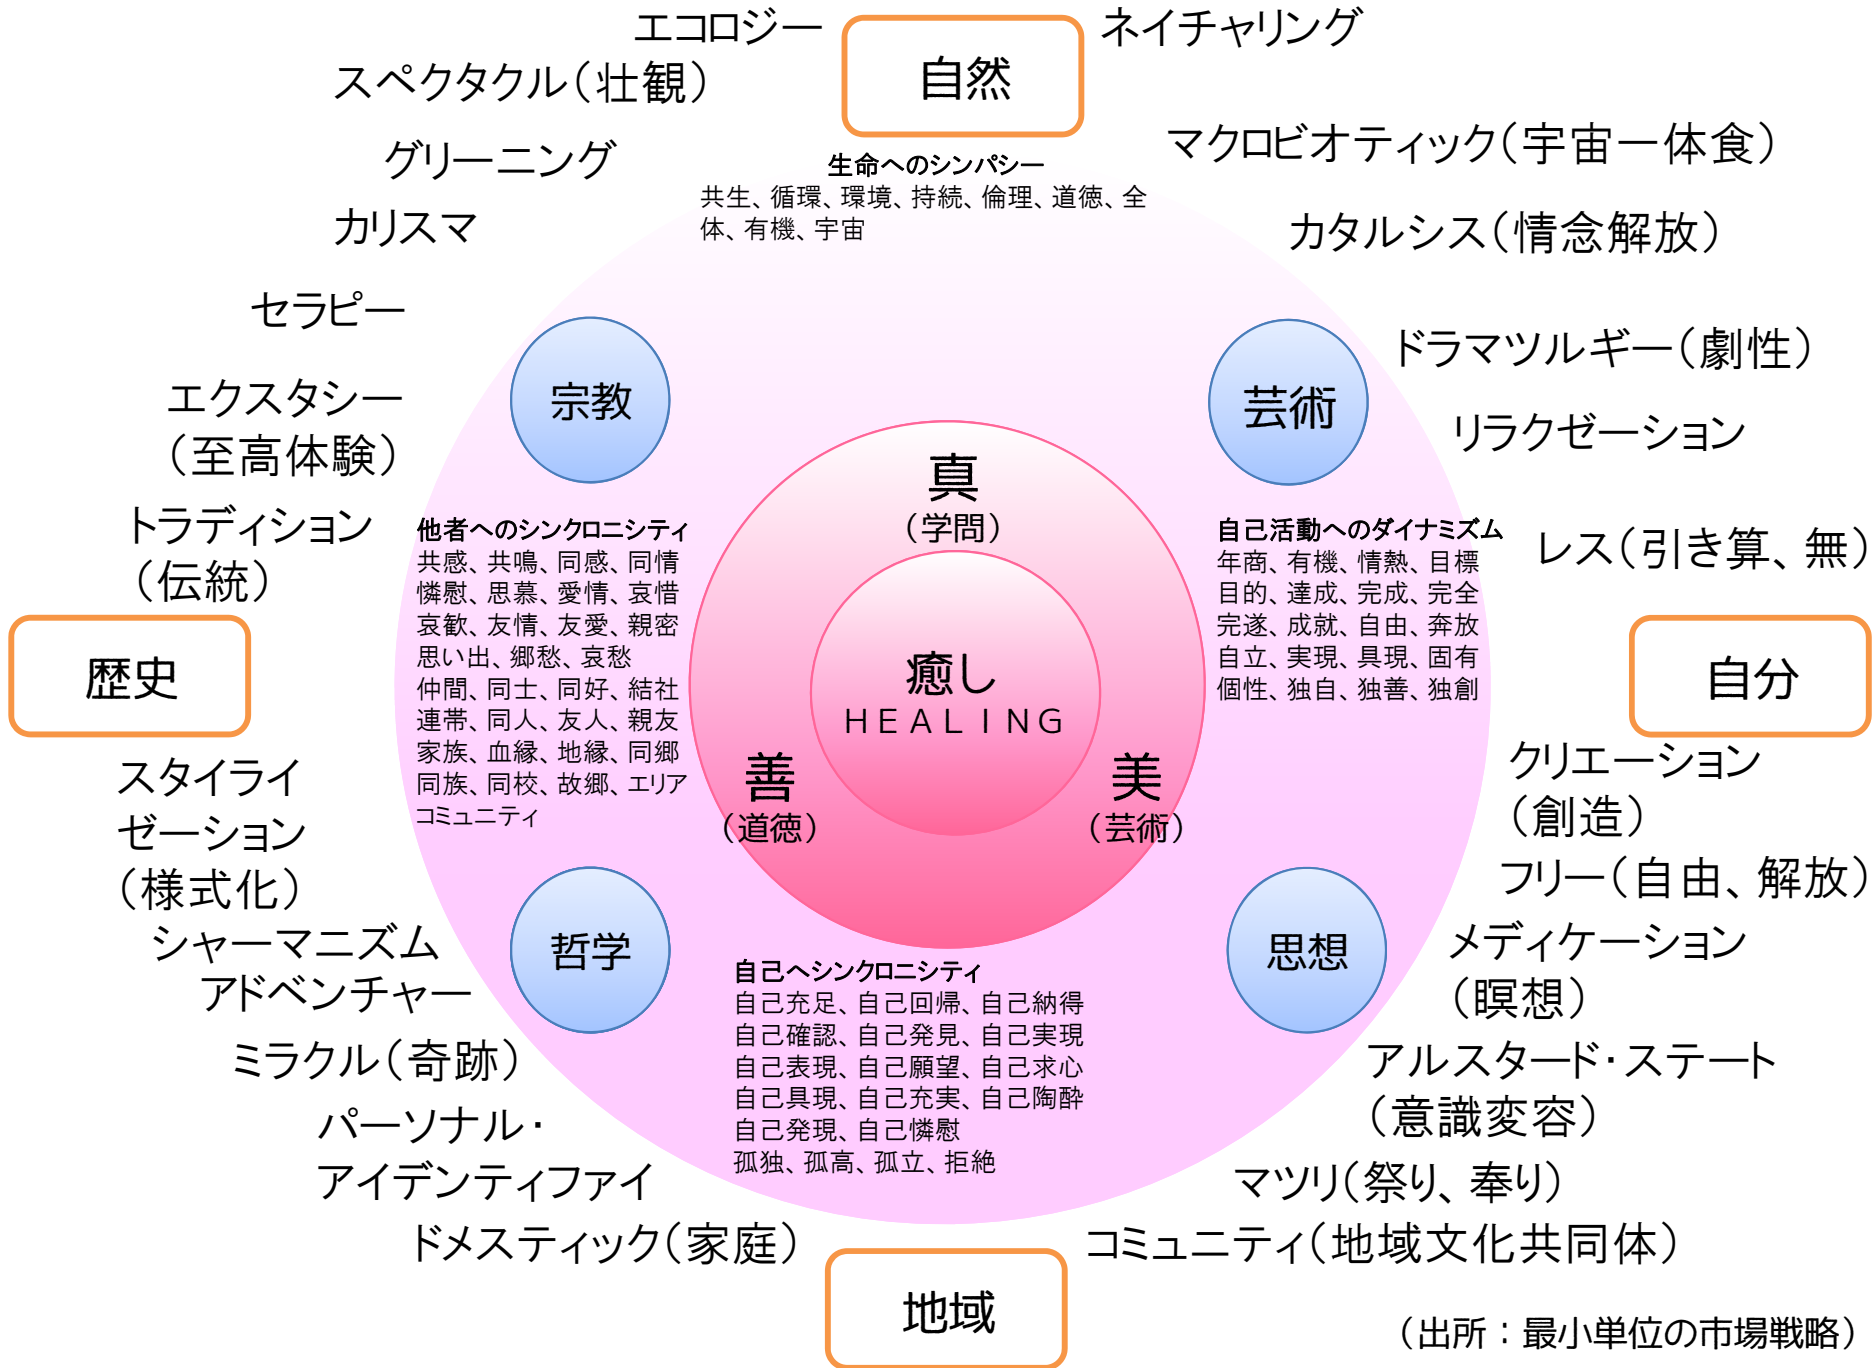 エコロジー
自然
ネイチャリング
スペクタクル（壮観）
グリーニング
カリスマ
セラピー
エクスタシー
（至高体験）
トラディション
（伝統）
歴史
スタイライ
ゼーション
（様式化）
シャーマニズム
アドベンチャー
ミラクル（奇跡）
パーソナル・
アイデンティファイ
ドメスティック（家庭）
地域
マクロビオティック（宇宙一体食）
カタルシス（情念解放）
ドラマツルギー（劇性）
リラクゼーション
レス（引き算、無）
自分
クリエーション
（創造）
フリー（自由、解放）
メディケーション
（瞑想）
アルスタード・ステート
（意識変容）
マツリ（祭り、奉り）
コミュニティ（地域文化共同体）
生命へのシンパシー
共生、循環、環境、持続、倫理、道徳、全
体、有機、宇宙
宗教
芸術
他者へのシンクロニシティ
共感、共鳴、同感、同情
憐慰、思慕、愛情、哀惜
哀歓、友情、友愛、親密
思い出、郷愁、哀愁
仲間、同士、同好、結社
連帯、同人、友人、親友
家族、血縁、地縁、同郷
同族、同校、故郷、エリア
コミュニティ
真
（学問）
癒し
ＨＥＡＬＩＮＧ
善
（道徳）
美
（芸術）
自己活動へのダイナミズム
年商、有機、情熱、目標
目的、達成、完成、完全
完遂、成就、自由、奔放
自立、実現、具現、固有
個性、独自、独善、独創
哲学
思想
自己へシンクロニシティ
自己充足、自己回帰、自己納得
自己確認、自己発見、自己実現
自己表現、自己願望、自己求心
自己具現、自己充実、自己陶酔
自己発現、自己憐慰
孤独、孤高、孤立、拒絶
（出所：最小単位の市場戦略）